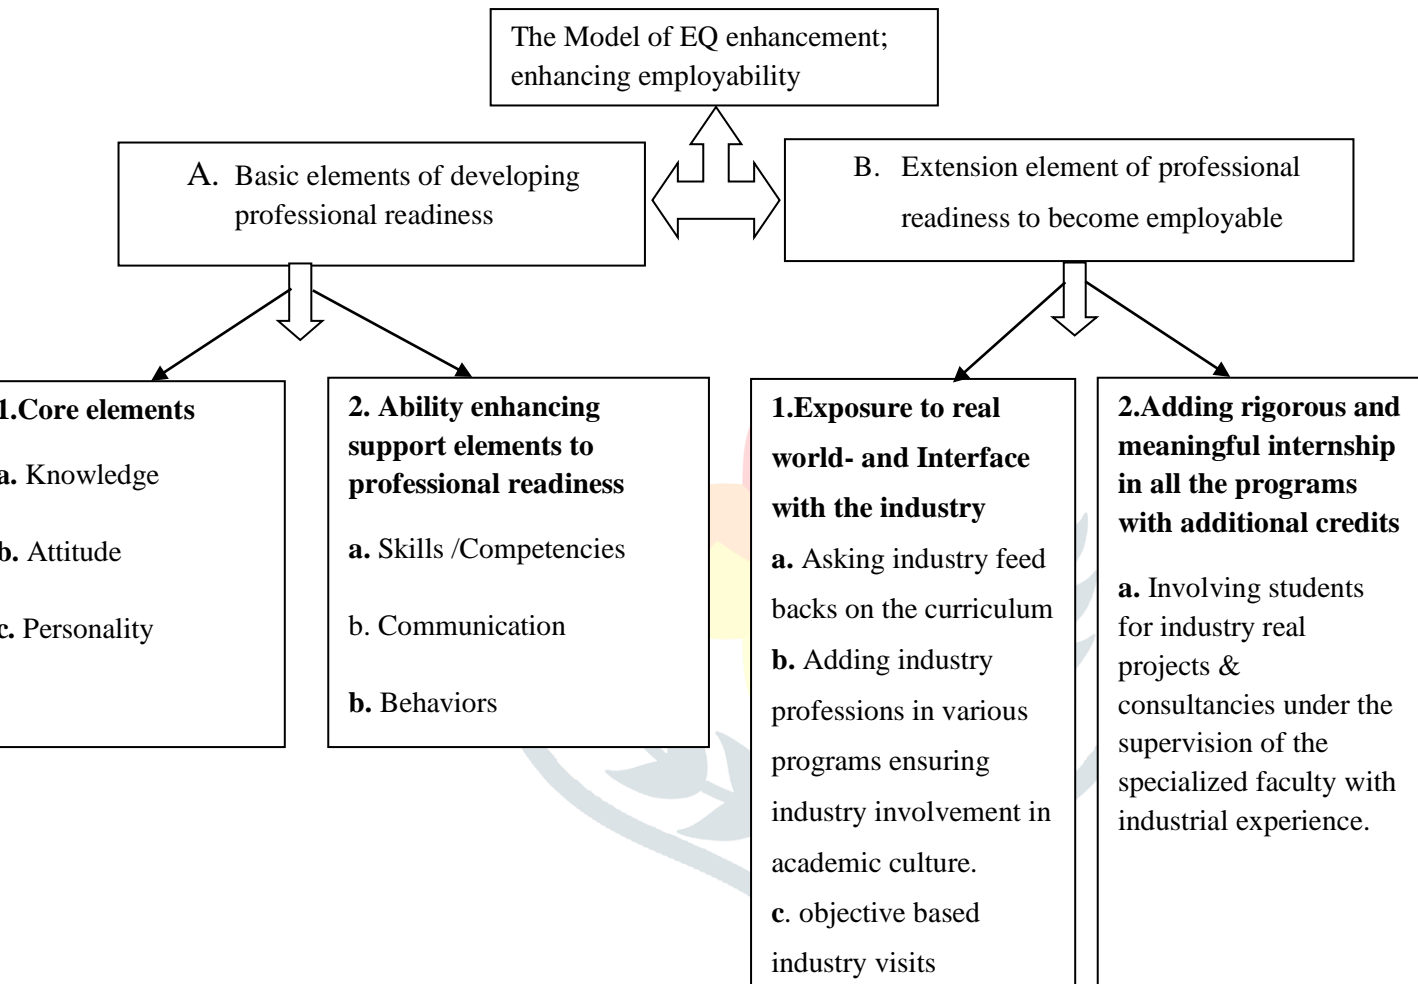 The Model of EQ enhancement;
enhancing employability
A. Basic elements of developing
professional readiness
B. Extension element of professional
readiness to become employable
1.Core elements
a. Knowledge
b. Attitude
c. Personality
2. Ability enhancing
support elements to
professional readiness
a. Skills /Competencies
b. Communication
b. Behaviors
1.Exposure to real
world- and Interface
with the industry
a. Asking industry feed
backs on the curriculum
b. Adding industry
professions in various
programs ensuring
industry involvement in
academic culture.
c. objective based
industry visits
2.Adding rigorous and
meaningful internship
in all the programs
with additional credits
a. Involving students
for industry real
projects &
consultancies under the
supervision of the
specialized faculty with
industrial experience.